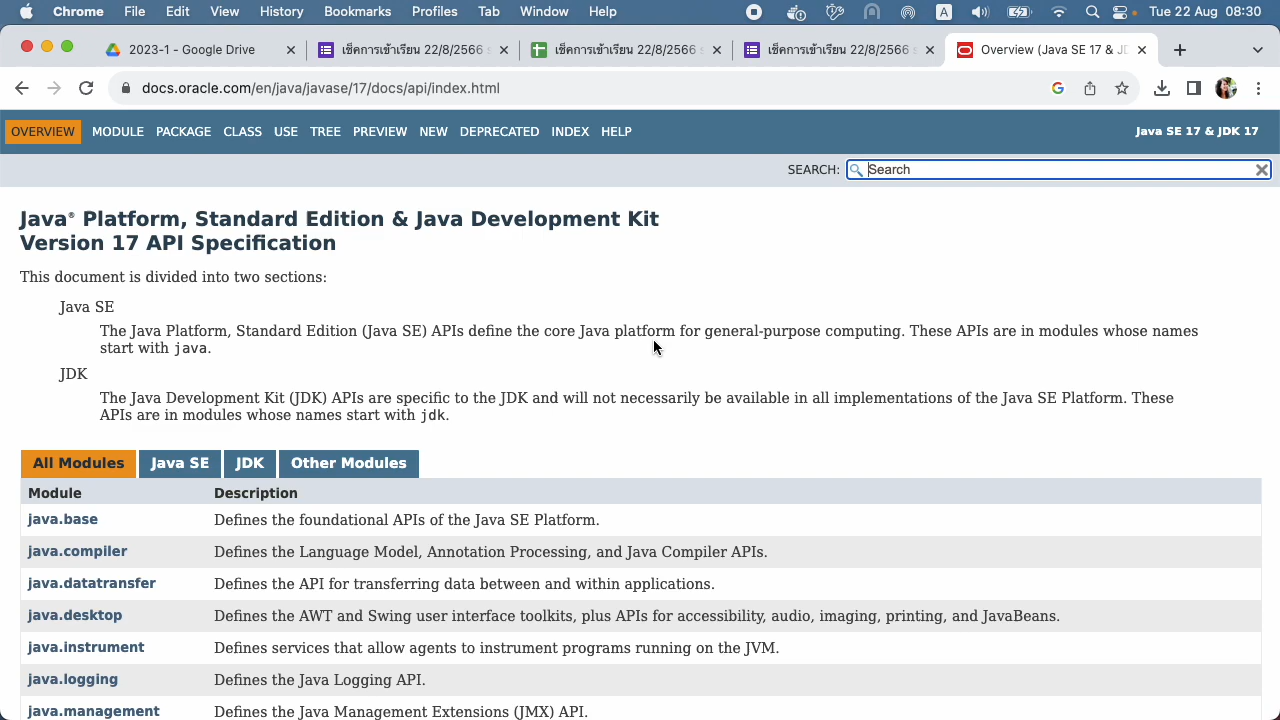 Chrome File Edit View History Bookmarks Profiles Tab Window Help A Tue 22 Aug 08:30
2023-1 - Google Drive เช็คการเข้าเรียน 22/8/2566 เช็คการเข้าเรียน 22/8/2566 เช็คการเข้าเรียน 22/8/2566 Overview (Java SE 17 & JD
docs.oracle.com/en/java/javase/17/docs/api/index.html
OVERVIEW MODULE PACKAGE CLASS USE TREE PREVIEW NEW DEPRECATED INDEX HELP Java SE 17 & JDK 17
SEARCH: Search
Java® Platform, Standard Edition & Java Development Kit
Version 17 API Specification
This document is divided into two sections:
Java SE
The Java Platform, Standard Edition (Java SE) APIs define the core Java platform for general-purpose computing. These APIs are in modules whose names
start with java.
JDK
The Java Development Kit (JDK) APIs are specific to the JDK and will not necessarily be available in all implementations of the Java SE Platform. These
APIs are in modules whose names start with jdk.
All Modules Java SE JDK Other Modules
Module Description
java.base Defines the foundational APIs of the Java SE Platform.
java.compiler Defines the Language Model, Annotation Processing, and Java Compiler APIs.
java.datatransfer Defines the API for transferring data between and within applications.
java.desktop Defines the AWT and Swing user interface toolkits, plus APIs for accessibility, audio, imaging, printing, and JavaBeans.
java.instrument Defines services that allow agents to instrument programs running on the JVM.
java.logging Defines the Java Logging API.
java.management Defines the Java Management Extensions (JMX) API.